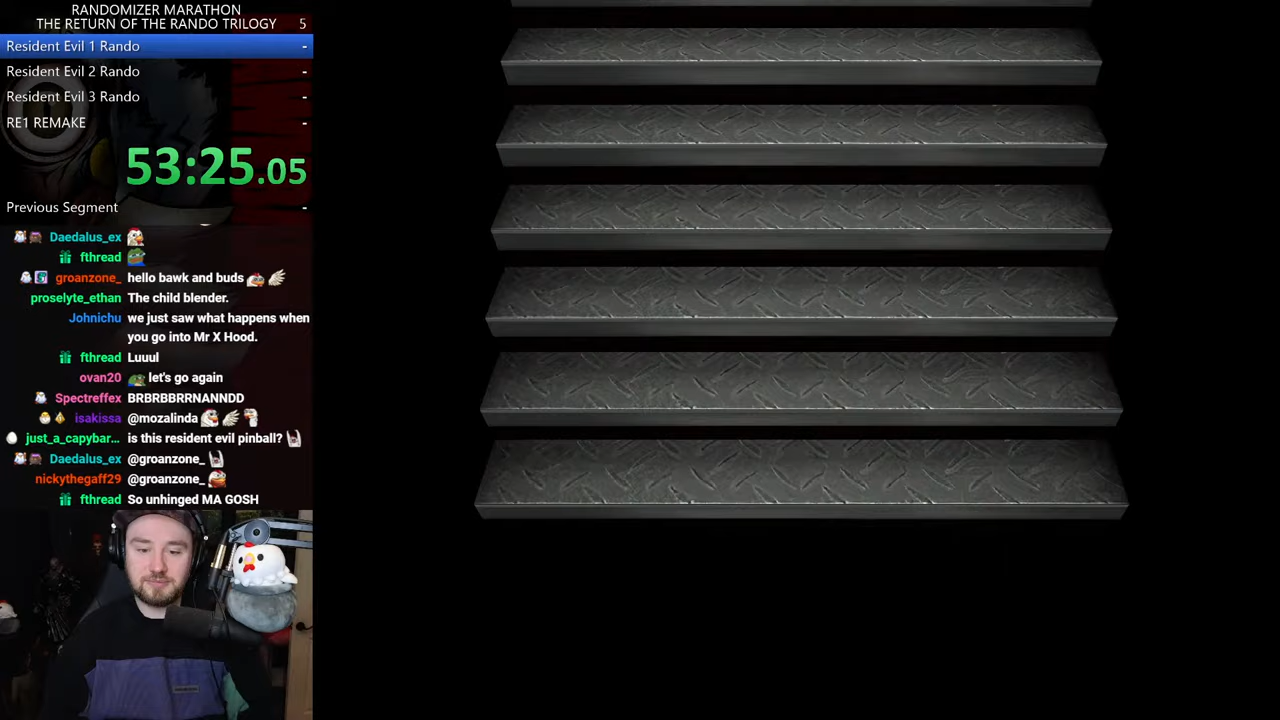 RANDOMIZER MARATHON
THE RETURN OF THE RANDO TRILOGY 5
Resident Evil 1 Rando -
Resident Evil 2 Rando -
Resident Evil 3 Rando -
RE1 REMAKE -
53:25.05
Previous Segment -
Daedalus_ex
fthread
groanzone_ hello bawk and buds
proselyte_ethan The child blender.
Johnichu we just saw what happens when
you go into Mr X Hood.
fthread Luuul
ovan20 let's go again
Spectreffex BRBRBBRRNANNDD
isakissa @mozalinda
just_a_capybar... is this resident evil pinball?
Daedalus_ex @groanzone_
nickythegaff29 @groanzone_
fthread So unhinged MA GOSH